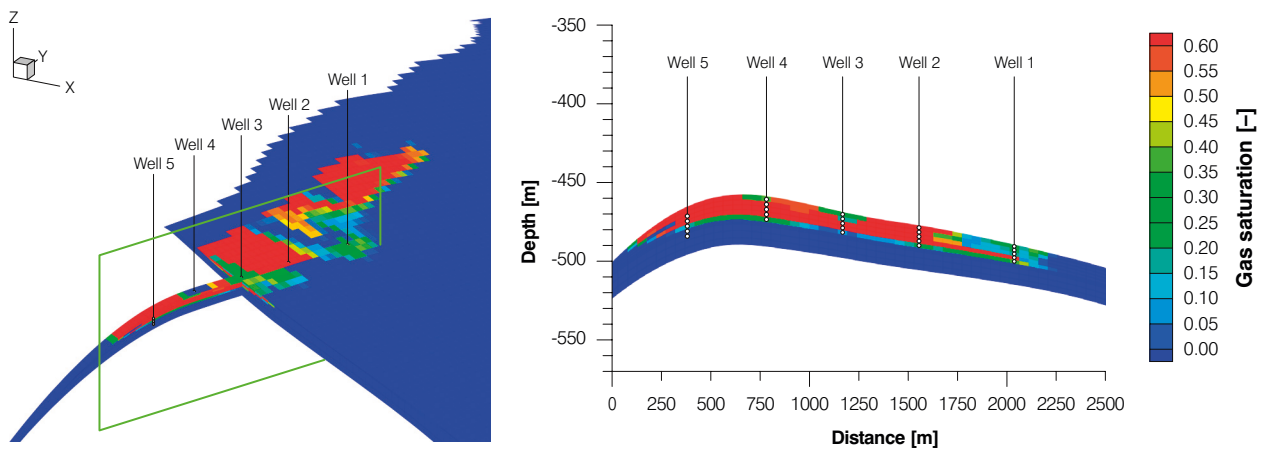 Z
Y
X
Well 1
Well 2
Well 3
Well 4
Well 5
-350
-400
-450
-500
-550
Depth [m]
Well 5
Well 4
Well 3
Well 2
Well 1
0
250
500
750
1000
1250
1500
1750
2000
2250
2500
Distance [m]
0.60
0.55
0.50
0.45
0.40
0.35
0.30
0.25
0.20
0.15
0.10
0.05
0.00
Gas saturation [–]